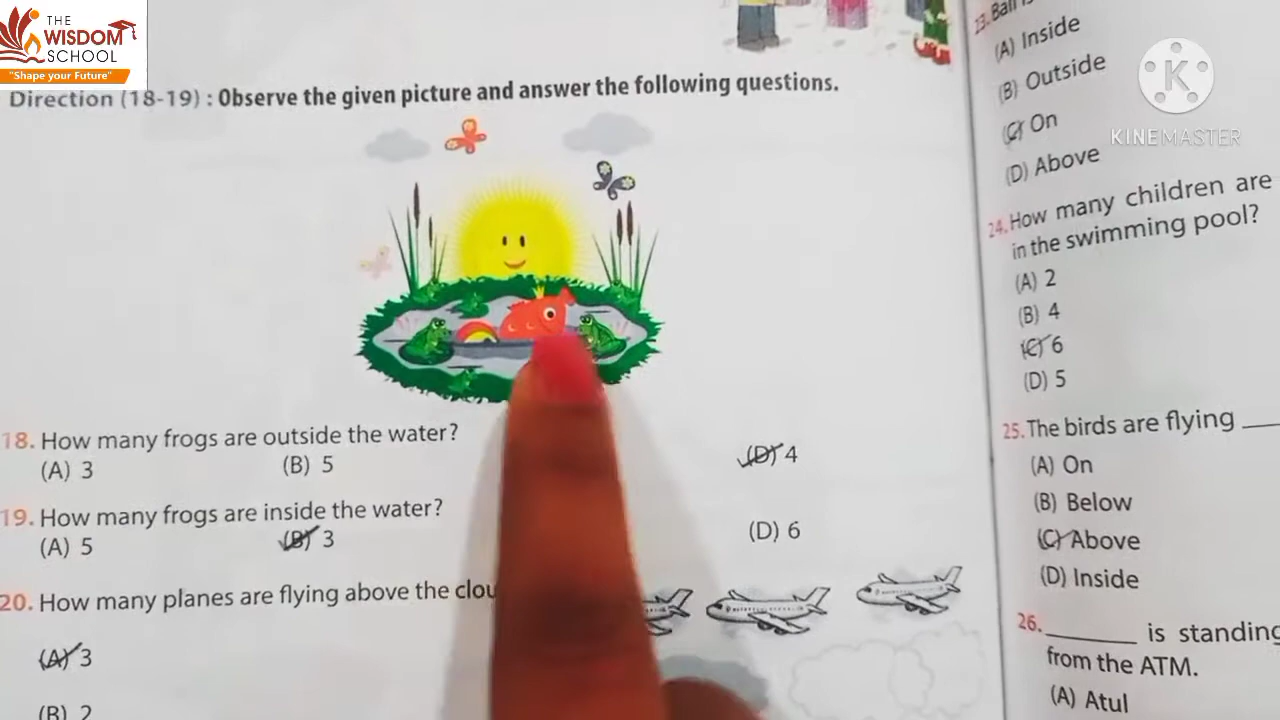 THE
WISDOM
SCHOOL
"Shape your Future"
Direction (18-19) : Observe the given picture and answer the following questions.
18. How many frogs are outside the water?
(A) 3 (B) 5 (D) 4
19. How many frogs are inside the water?
(A) 5 (B) 3 (D) 6
20. How many planes are flying above the
(A) 3
(B) 2
23. Ball
(A) Inside
(B) Outside
(C) On
(D) Above
24. How many children are
in the swimming pool?
(A) 2
(B) 4
(C) 6
(D) 5
25. The birds are flying ___
(A) On
(B) Below
(C) Above
(D) Inside
26. ________ is standing
from the ATM.
(A) Atul
K
KINEMASTER